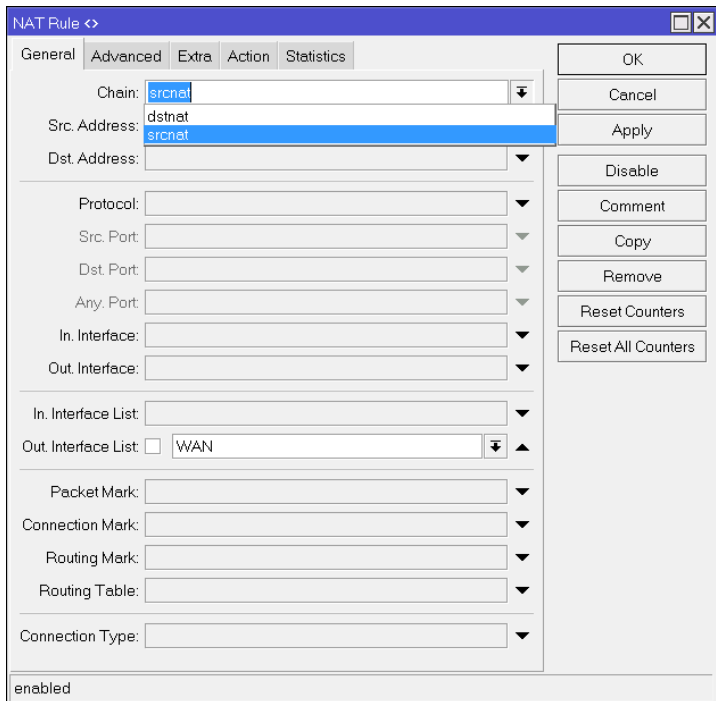 NAT Rule <>
General Advanced Extra Action Statistics
Chain: srcnat
dstnat
srcnat
Src. Address:
Dst. Address:
Protocol:
Src. Port:
Dst. Port:
Any. Port:
In. Interface:
Out. Interface:
In. Interface List:
Out. Interface List: WAN
Packet Mark:
Connection Mark:
Routing Mark:
Routing Table:
Connection Type:
OK
Cancel
Apply
Disable
Comment
Copy
Remove
Reset Counters
Reset All Counters
enabled